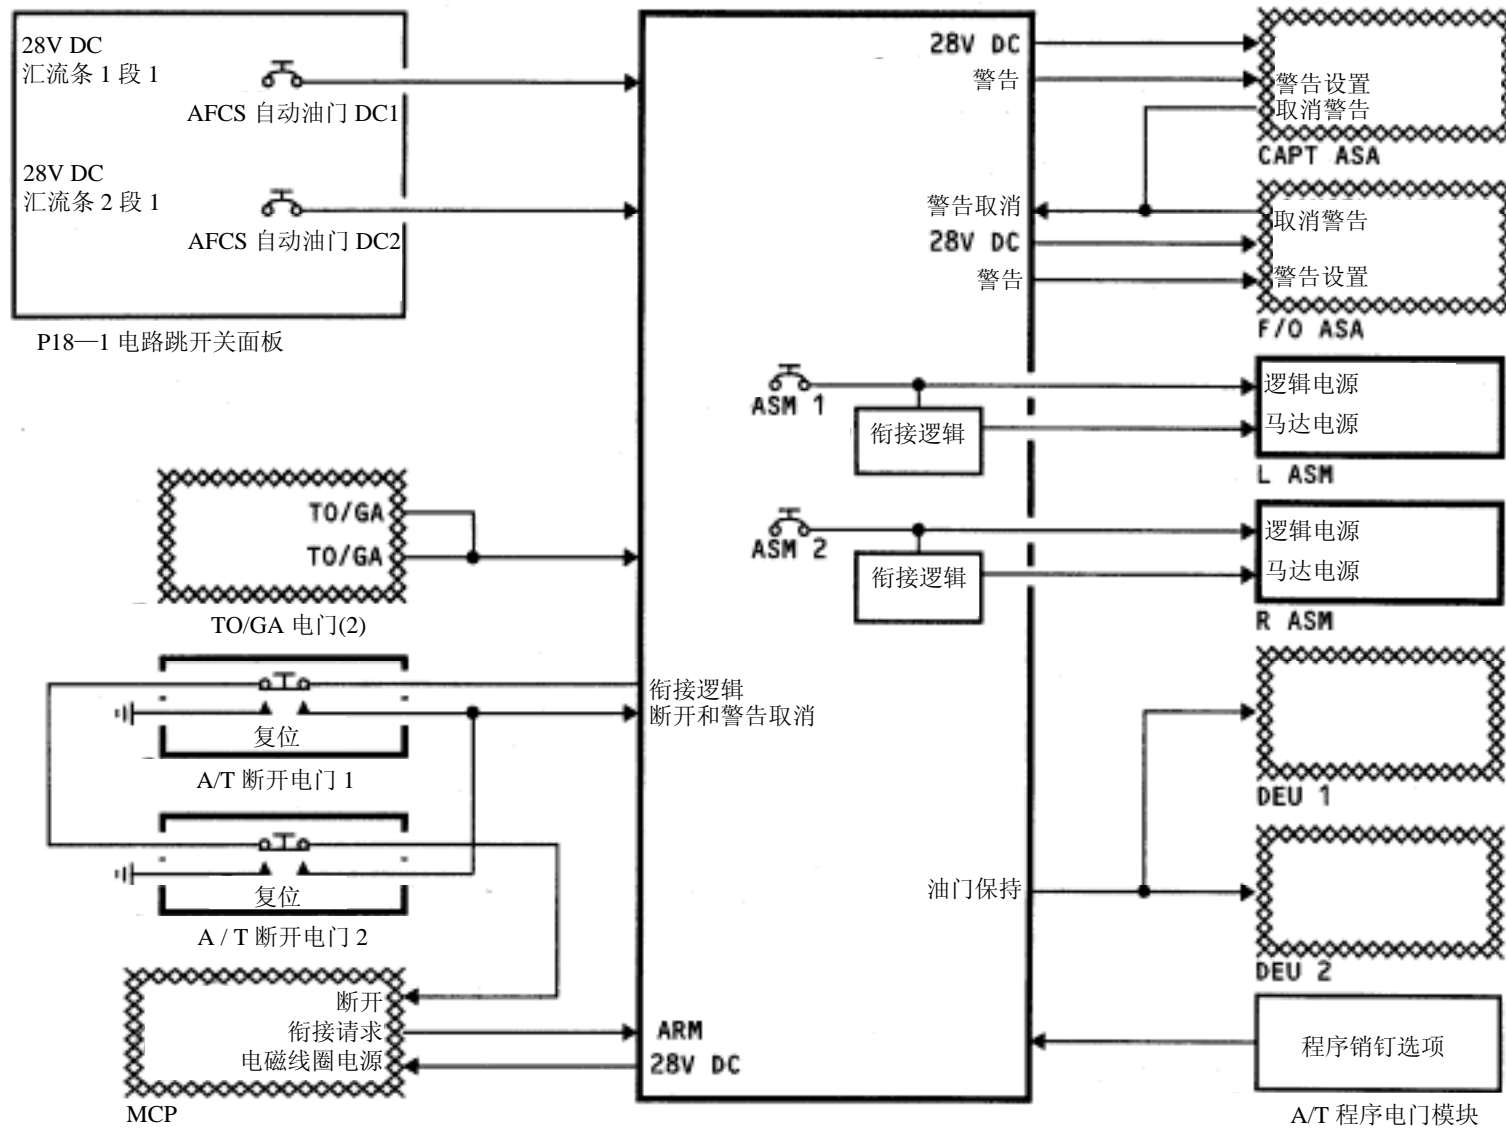 28V DC
汇流条 1 段 1
AFCS 自动油门 DC1
28V DC
汇流条 2 段 1
AFCS 自动油门 DC2
P18—1 电路跳开关面板
TO/GA
TO/GA
TO/GA 电门(2)
复位
A/T 断开电门 1
复位
A / T 断开电门 2
断开
衔接请求
电磁线圈电源
MCP
28V DC
警告
警告取消
28V DC
警告
ASM 1
衔接逻辑
ASM 2
衔接逻辑
衔接逻辑
断开和警告取消
油门保持
ARM
28V DC
警告设置
取消警告
CAPT ASA
取消警告
警告设置
F/O ASA
逻辑电源
马达电源
L ASM
逻辑电源
马达电源
R ASM
DEU 1
DEU 2
程序销钉选项
A/T 程序电门模块